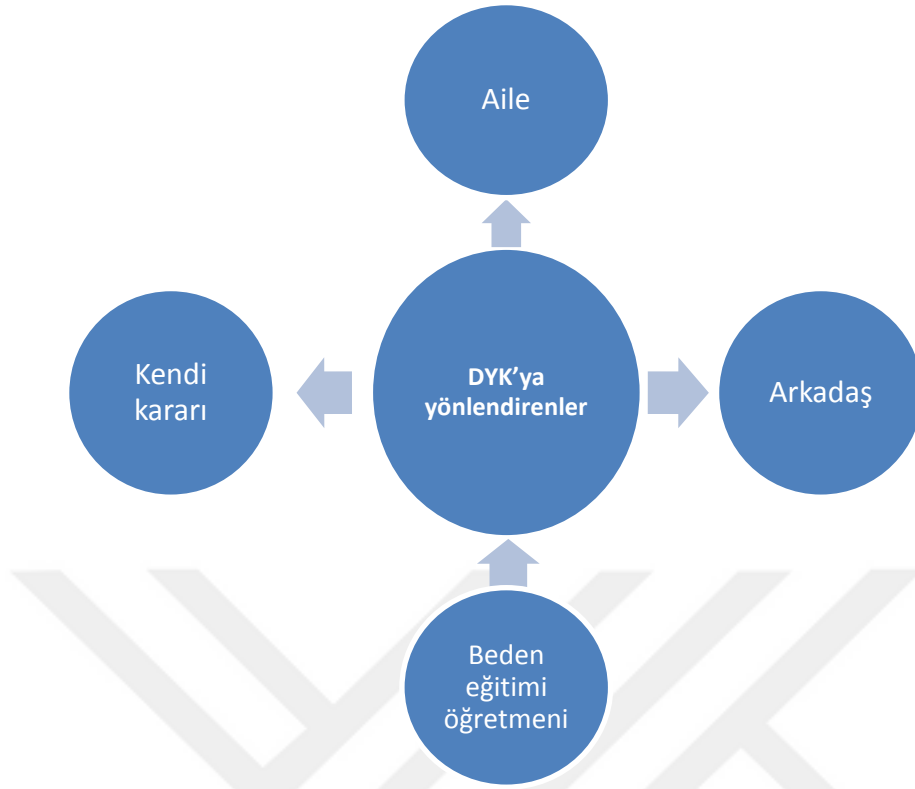 Aile
Kendi
kararı
DYK’ya
yönlendirenler
Arkadaş
Beden
eğitimi
öğretmeni